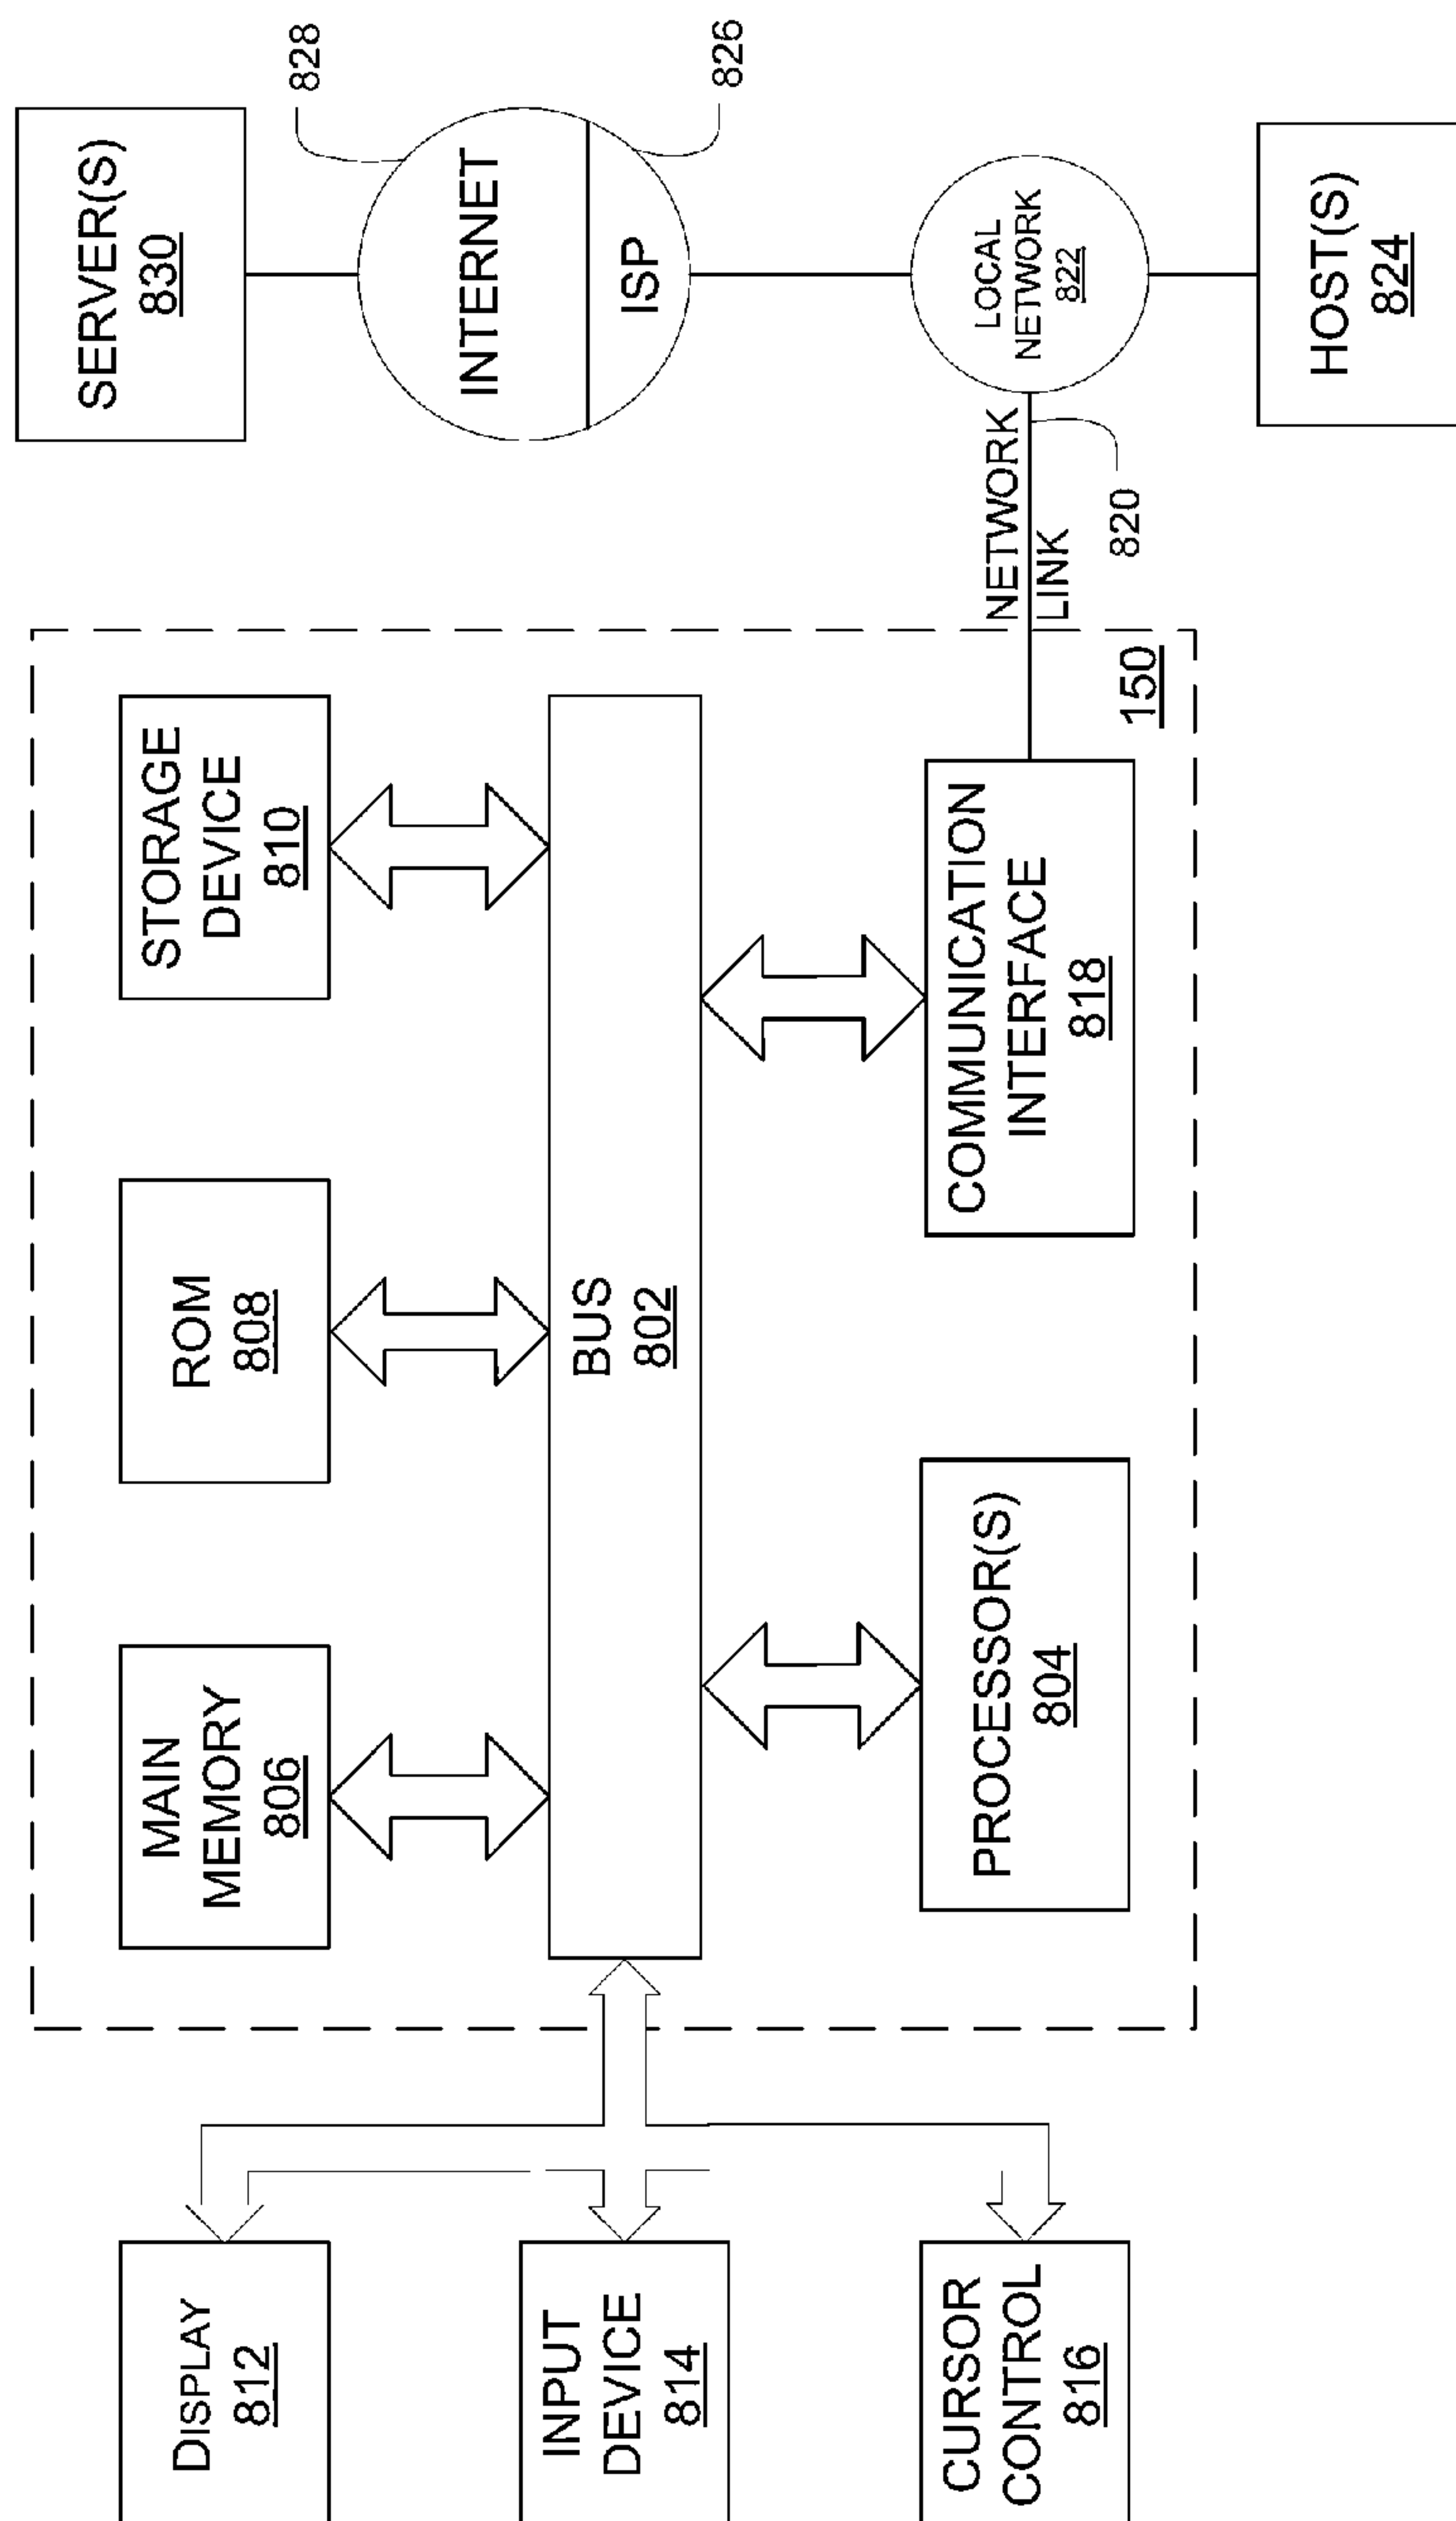 DISPLAY
812
INPUT
DEVICE
814
CURSOR
CONTROL
816
MAIN
MEMORY
806
ROM
808
STORAGE
DEVICE
810
BUS
802
PROCESSOR(S)
804
COMMUNICATION
INTERFACE
818
150
NETWORK
LINK
820
SERVER(S)
830
828
INTERNET
ISP
826
LOCAL
NETWORK
822
HOST(S)
824